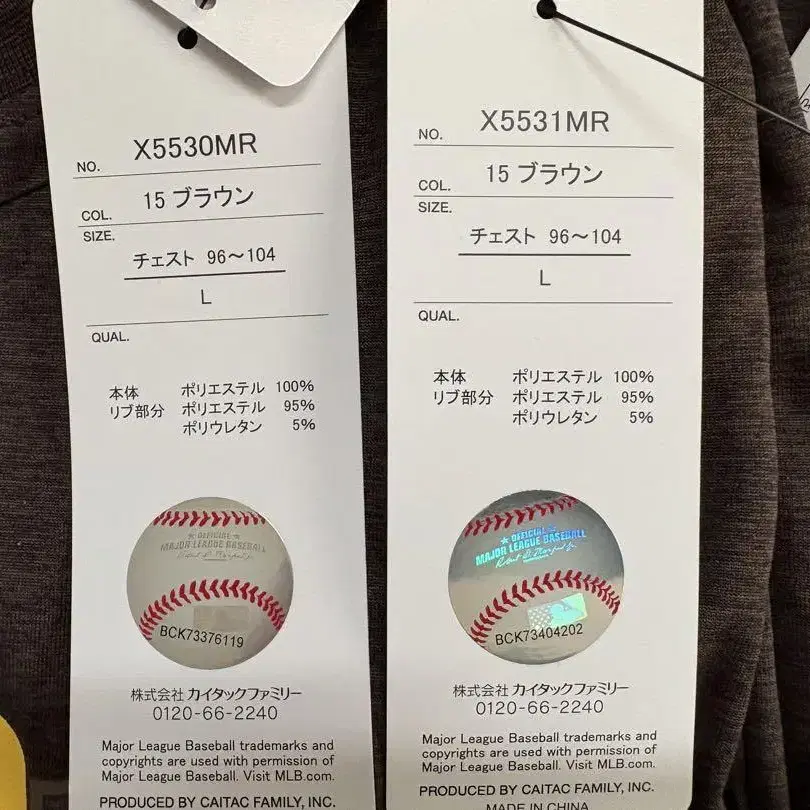 NO. X5530MR
COL. 15 ブラウン
SIZE.
チェスト 96～104
L
QUAL.
本体 ポリエステル 100%
リブ部分 ポリエステル 95%
ポリウレタン 5%
OFFICIAL
MAJOR LEAGUE BASEBALL
BCK73376119
株式会社 カイタックファミリー
0120-66-2240
Major League Baseball trademarks and
copyrights are used with permission of
Major League Baseball. Visit MLB.com.
PRODUCED BY CAITAC FAMILY, INC.
NO. X5531MR
COL. 15 ブラウン
SIZE.
チェスト 96～104
L
QUAL.
本体 ポリエステル 100%
リブ部分 ポリエステル 95%
ポリウレタン 5%
OFFICIAL
MAJOR LEAGUE BASEBALL
BCK73404202
株式会社 カイタックファミリー
0120-66-2240
Major League Baseball trademarks and
copyrights are used with permission of
Major League Baseball. Visit MLB.com.
PRODUCED BY CAITAC FAMILY, INC.
MADE IN CHINA